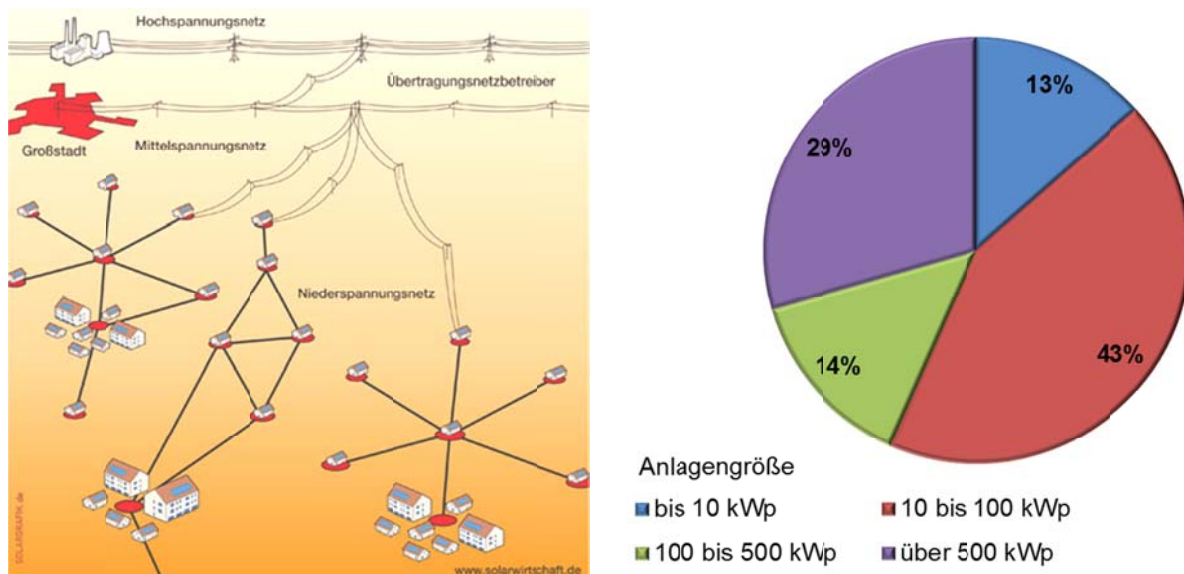 Hochspannungsnetz
Übertragungsnetzbetreiber
Großstadt
Mittelspannungsnetz
Niederspannungsnetz
SOLARGRAFIK.de
www.solarwirtschaft.de
13%
29%
43%
14%
Anlagengröße
bis 10 kWp
10 bis 100 kWp
100 bis 500 kWp
über 500 kWp